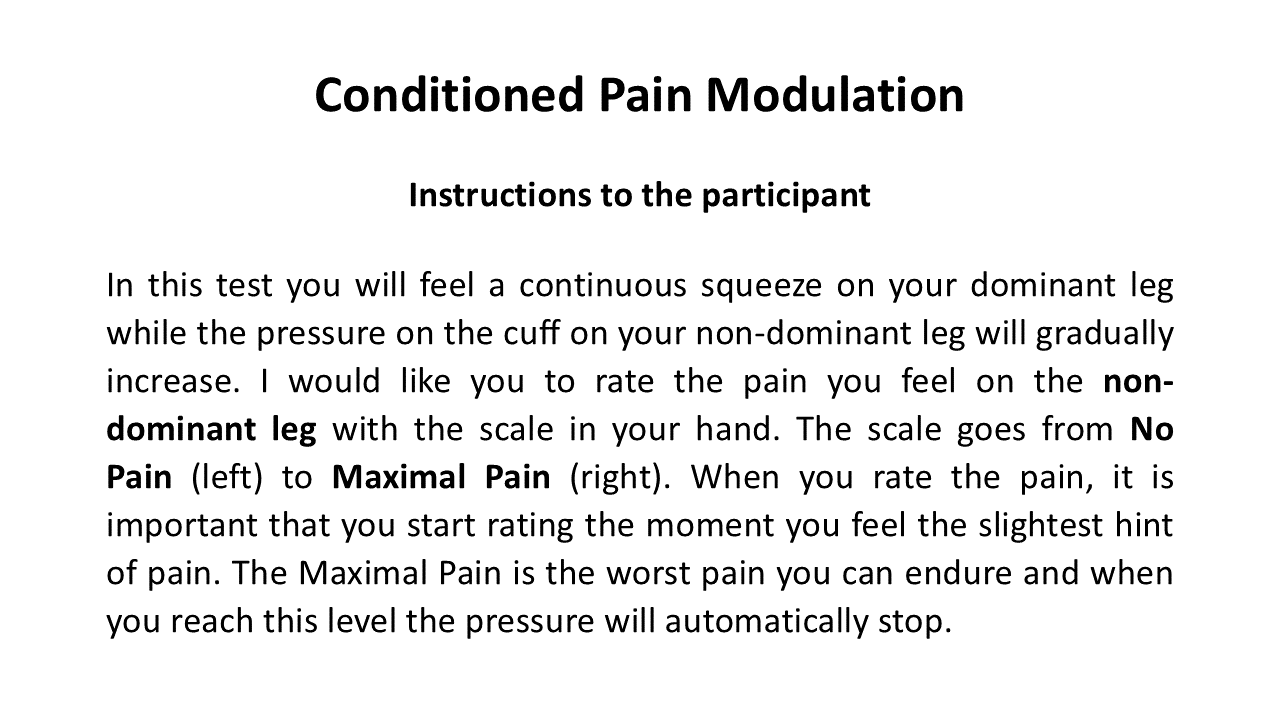 Conditioned Pain Modulation
Instructions to the participant
In this test you will feel a continuous squeeze on your dominant leg
while the pressure on the cuff on your non-dominant leg will gradually
increase. I would like you to rate the pain you feel on the non-
dominant leg with the scale in your hand. The scale goes from No
Pain (left) to Maximal Pain (right). When you rate the pain, it is
important that you start rating the moment you feel the slightest hint
of pain. The Maximal Pain is the worst pain you can endure and when
you reach this level the pressure will automatically stop.